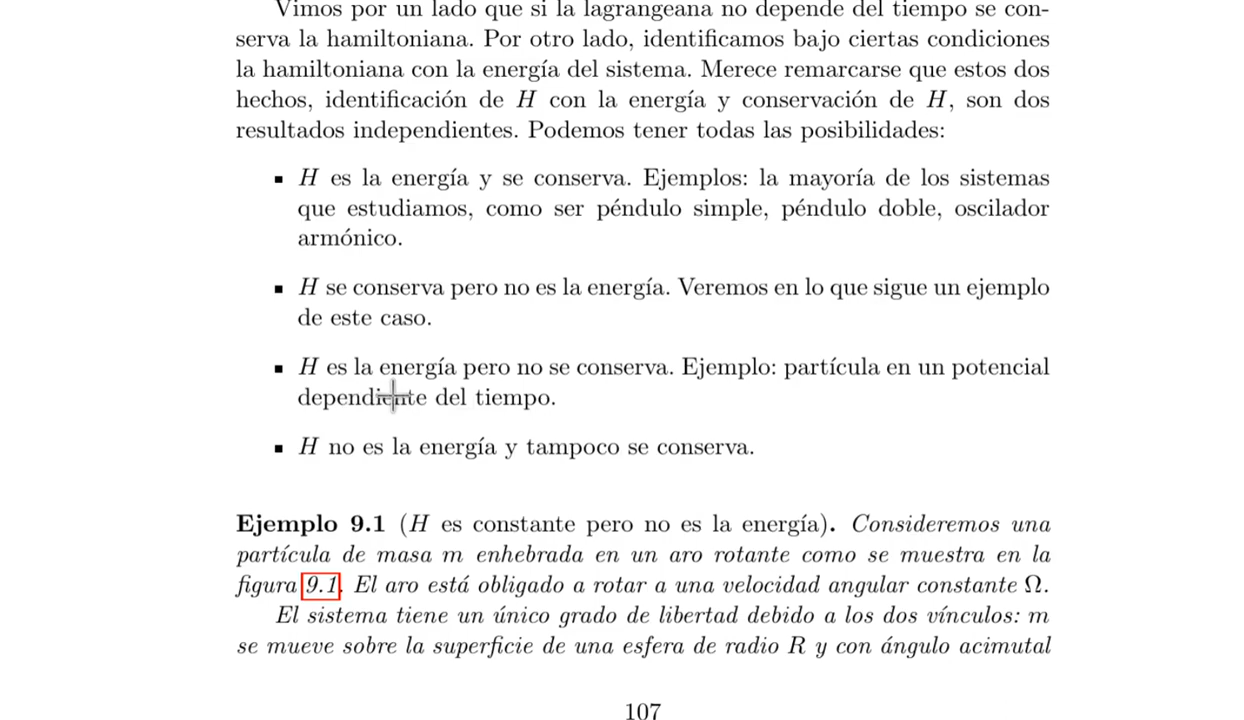 Vimos por un lado que si la lagrangeana no depende del tiempo se con-
serva la hamiltoniana. Por otro lado, identificamos bajo ciertas condiciones
la hamiltoniana con la energía del sistema. Merece remarcarse que estos dos
hechos, identificación de H con la energía y conservación de H, son dos
resultados independientes. Podemos tener todas las posibilidades:
▪ H es la energía y se conserva. Ejemplos: la mayoría de los sistemas
que estudiamos, como ser péndulo simple, péndulo doble, oscilador
armónico.
▪ H se conserva pero no es la energía. Veremos en lo que sigue un ejemplo
de este caso.
▪ H es la energía pero no se conserva. Ejemplo: partícula en un potencial
dependiente del tiempo.
▪ H no es la energía y tampoco se conserva.
Ejemplo 9.1 (H es constante pero no es la energía). Consideremos una
partícula de masa m enhebrada en un aro rotante como se muestra en la
figura 9.1. El aro está obligado a rotar a una velocidad angular constante Ω.
El sistema tiene un único grado de libertad debido a los dos vínculos: m
se mueve sobre la superficie de una esfera de radio R y con ángulo acimutal
107